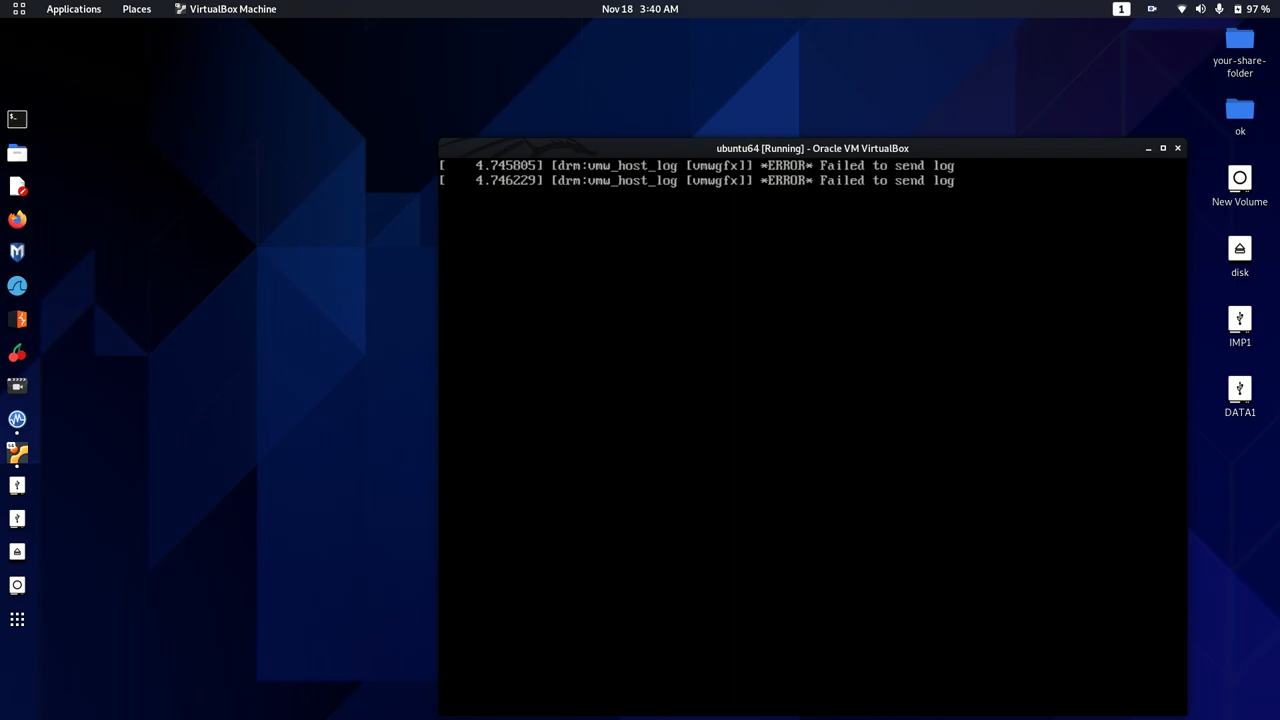 Applications Places VirtualBox Machine Nov 18 3:40 AM 1 97 %
your-share-
folder
ok
ubuntu64 [Running] - Oracle VM VirtualBox
[    4.745805] [drm:vmw_host_log [vmwgfx]] *ERROR* Failed to send log
[    4.746229] [drm:vmw_host_log [vmwgfx]] *ERROR* Failed to send log
New Volume
disk
IMP1
DATA1